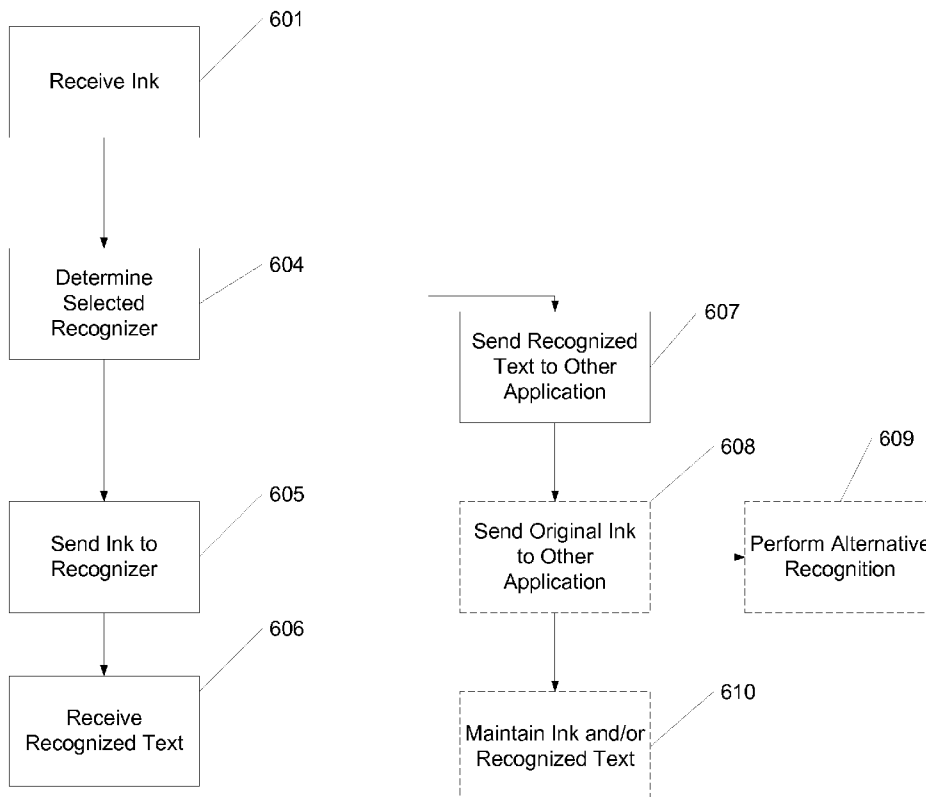 601
Receive Ink
604
Determine
Selected
Recognizer
605
Send Ink to
Recognizer
606
Receive
Recognized Text
607
Send Recognized
Text to Other
Application
608
Send Original Ink
to Other
Application
609
Perform Alternative
Recognition
610
Maintain Ink and/or
Recognized Text